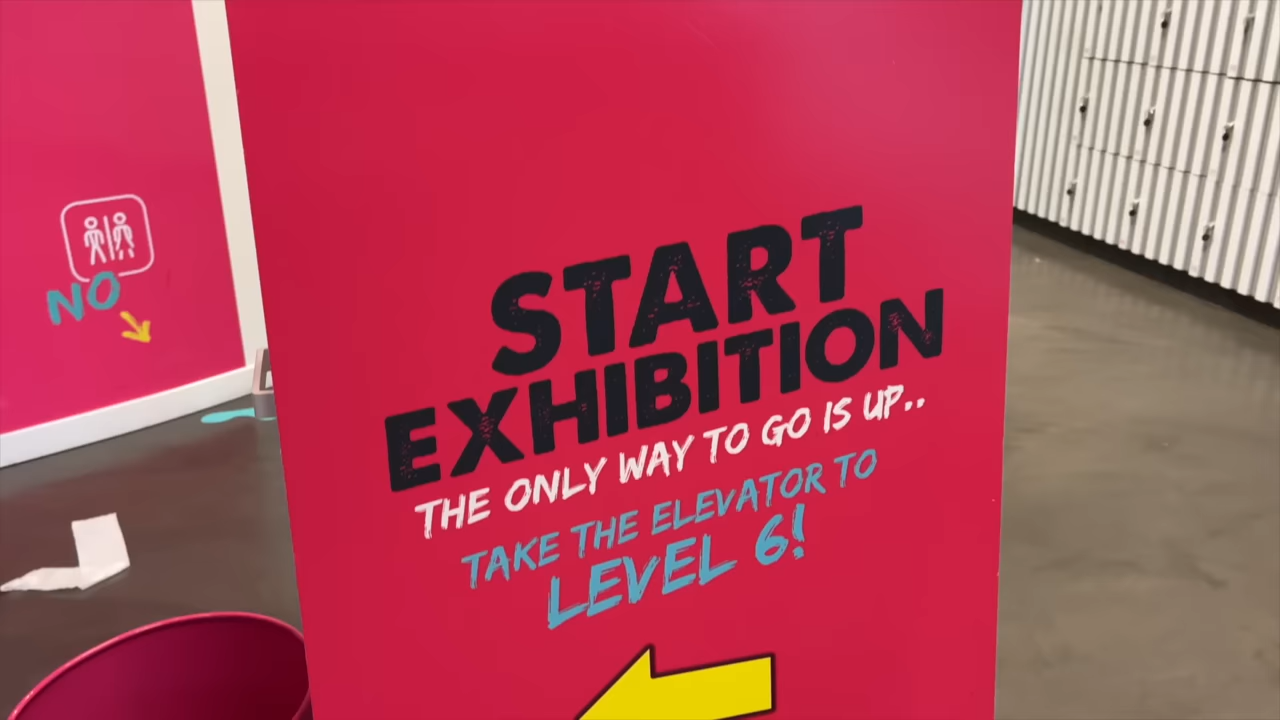 NO
START
EXHIBITION
THE ONLY WAY TO GO IS UP..
TAKE THE ELEVATOR TO
LEVEL 6!